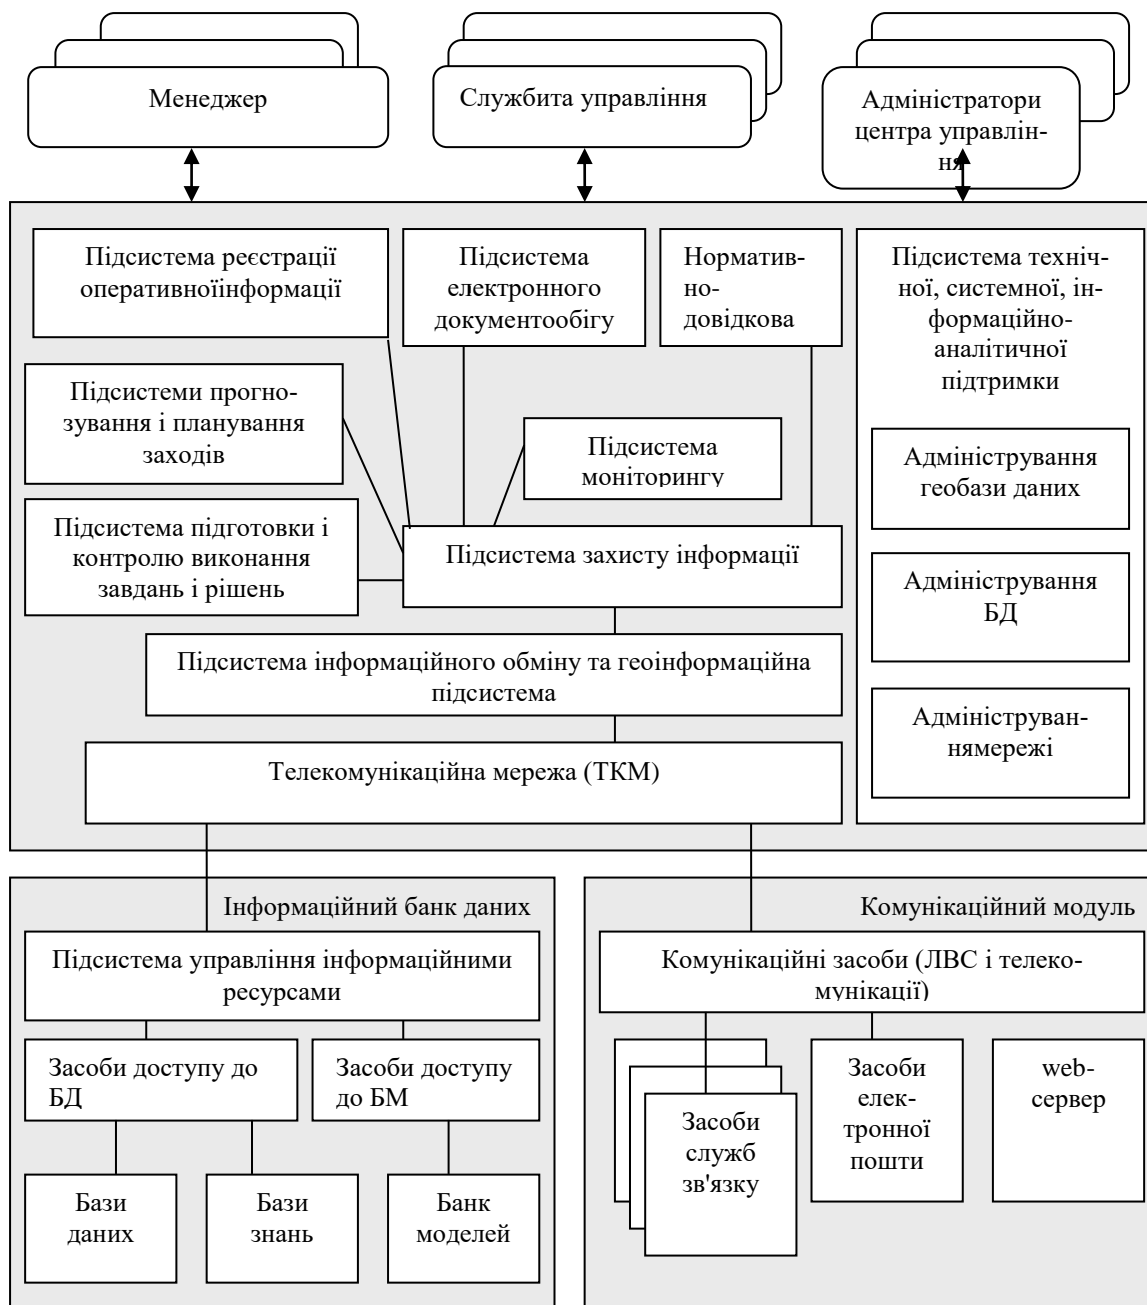 Менеджер
Службита управління
Адміністратори
центра управлін-
ня
Підсистема реєстрації
оперативноїінформації
Підсистема
електронного
документообігу
Норматив-
но-
довідкова
Підсистема техніч-
ної, системної, ін-
формаційно-
аналітичної
підтримки
Підсистеми прогно-
зування і планування
заходів
Підсистема
моніторингу
Адміністрування
геобази даних
Підсистема підготовки і
контролю виконання
завдань і рішень
Підсистема захисту інформації
Адміністрування
БД
Підсистема інформаційного обміну та геоінформаційна
підсистема
Адмініструван-
нямережі
Телекомунікаційна мережа (ТКМ)
Інформаційний банк даних
Підсистема управління інформаційними
ресурсами
Засоби доступу до
БД
Засоби доступу
до БМ
Бази
даних
Бази
знань
Банк
моделей
Комунікаційний модуль
Комунікаційні засоби (ЛВС і телеко-
мунікації)
Засоби
служб
зв'язку
Засоби
елек-
тронної
пошти
web-
сервер